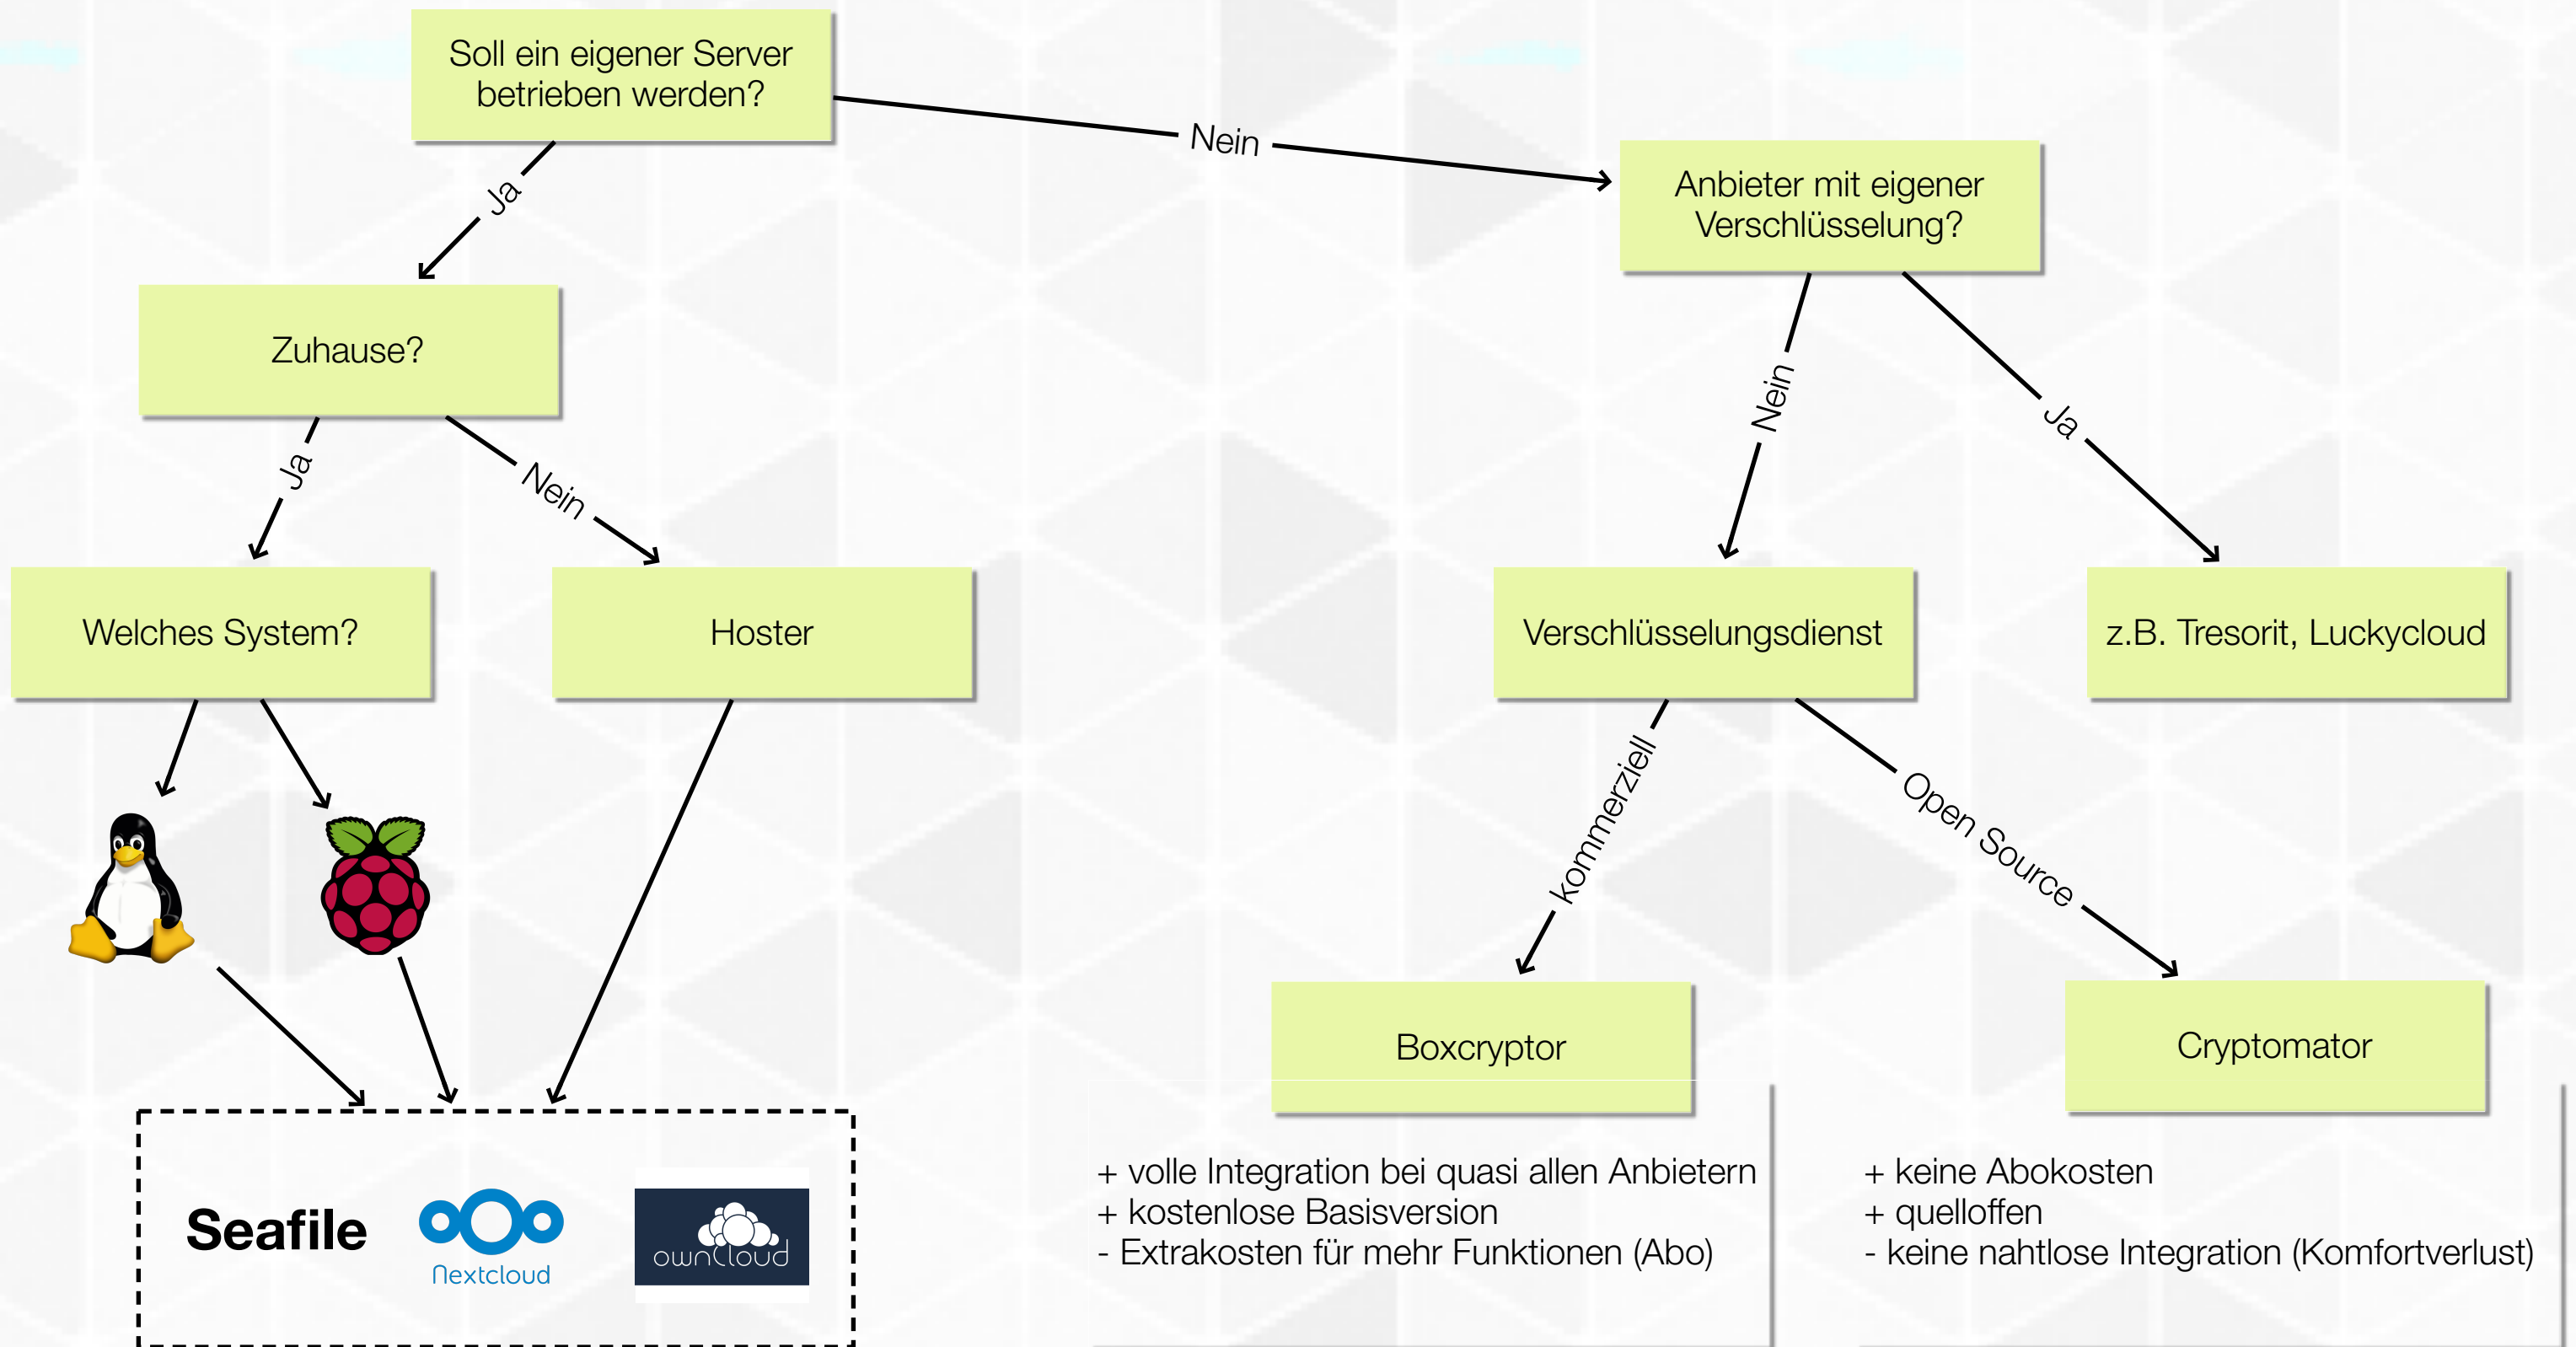 Soll ein eigener Server
betrieben werden?
Nein
Ja
Anbieter mit eigener
Verschlüsselung?
Zuhause?
Ja
Nein
Nein
Ja
Welches System?
Hoster
Verschlüsselungsdienst
z.B. Tresorit, Luckycloud
kommerziell
Open Source
Boxcryptor
Cryptomator
+ volle Integration bei quasi allen Anbietern
+ kostenlose Basisversion
- Extrakosten für mehr Funktionen (Abo)
+ keine Abokosten
+ quelloffen
- keine nahtlose Integration (Komfortverlust)
Seafile
Nextcloud
ownCloud